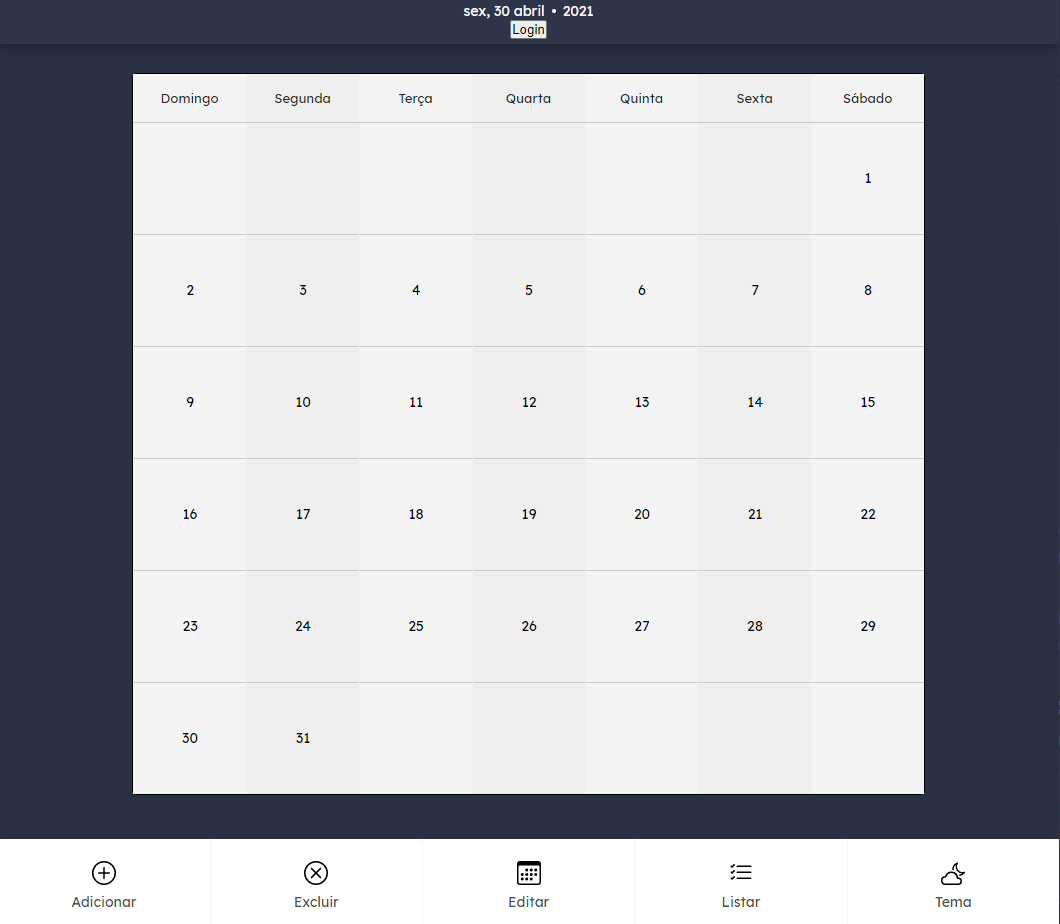 sex, 30 abril • 2021
Login
Domingo Segunda Terça Quarta Quinta Sexta Sábado
1
2 3 4 5 6 7 8
9 10 11 12 13 14 15
16 17 18 19 20 21 22
23 24 25 26 27 28 29
30 31
Adicionar Excluir Editar Listar Tema